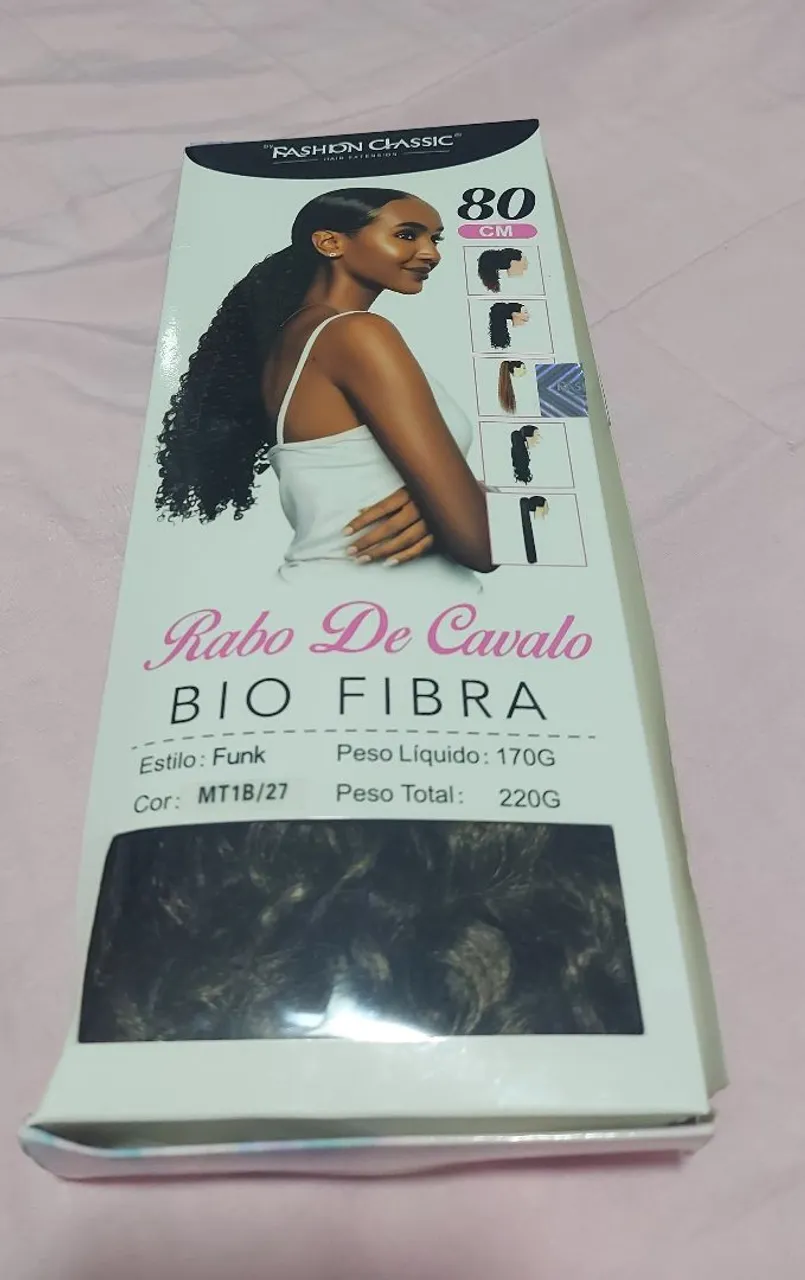 by FASHION CLASSIC®
HAIR EXTENSION
80
CM
Rabo De Cavalo
BIO FIBRA
Estilo: Funk
Peso Líquido: 170G
Cor: MT1B/27
Peso Total: 220G